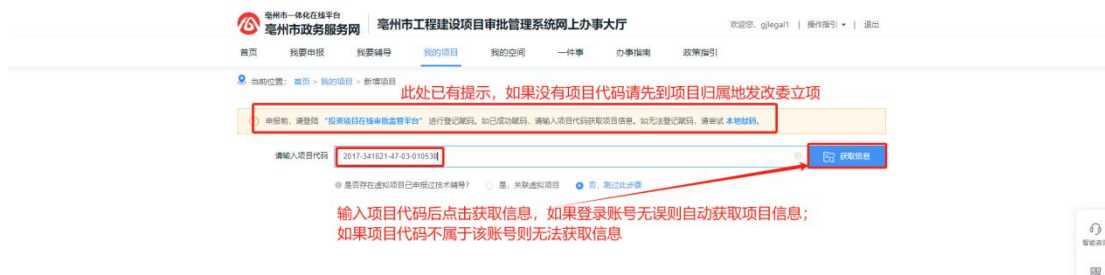 亳州市一体化在线平台
亳州市政务服务网 亳州市工程建设项目审批管理系统网上办事大厅 欢迎您, gjlegal1 | 操作指引 | 退出
首页 我要申报 我要辅导 我的项目 我的空间 一件事 办事指南 政策指引
当前位置: 首页 > 我的项目 > 新增项目
此处已有提示，如果没有项目代码请先到项目归属地发改委立项
申报前, 请登陆 "投资项目在线审批监管平台" 进行登记赋码。如已成功赋码, 请输入项目代码获取项目信息。如无法登记赋码, 请尝试 本地赋码。
请输入项目代码 2017-341621-47-03-010538 获取信息
是否存在虚拟项目已申报过技术辅导? 是, 关联虚拟项目 否, 跳过此步骤
输入项目代码后点击获取信息，如果登录账号无误则自动获取项目信息；
如果项目代码不属于该账号则无法获取信息
智能咨询